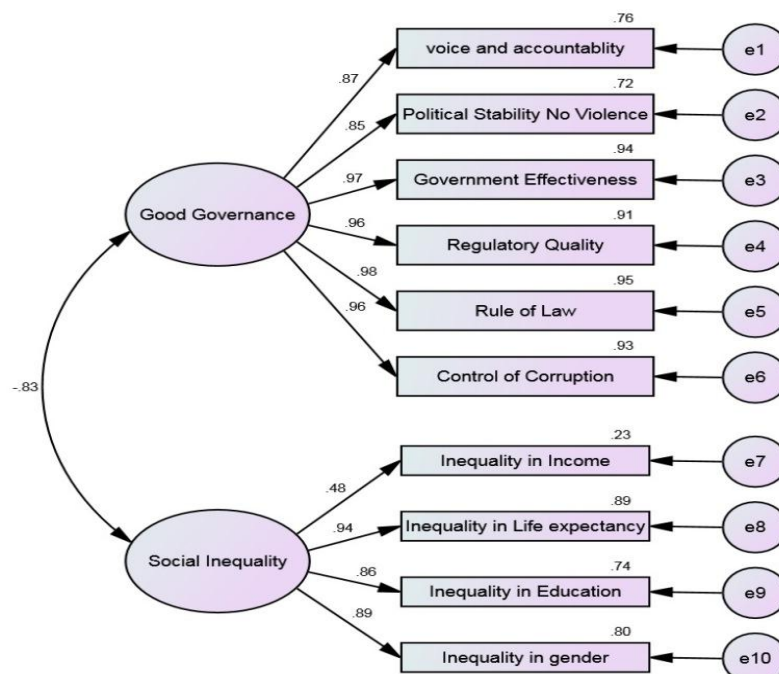 .76
voice and accountablity
e1
.87
.72
Political Stability No Violence
e2
.85
.94
Government Effectiveness
e3
.97
Good Governance
.91
Regulatory Quality
e4
.96
.95
Rule of Law
e5
.98
.93
Control of Corruption
e6
.96
-.83
.23
Inequality in Income
e7
.48
.89
Inequality in Life expectancy
e8
.94
Social Inequality
.74
Inequality in Education
e9
.86
.80
Inequality in gender
e10
.89